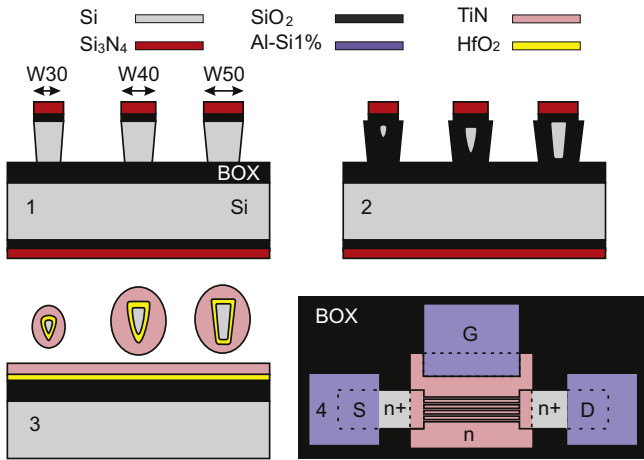 Si SiO₂ TiN
Si₃N₄ Al-Si1% HfO₂
W30 W40 W50
BOX
1 Si
2
3
BOX
G
4 S n+ n+ D
n